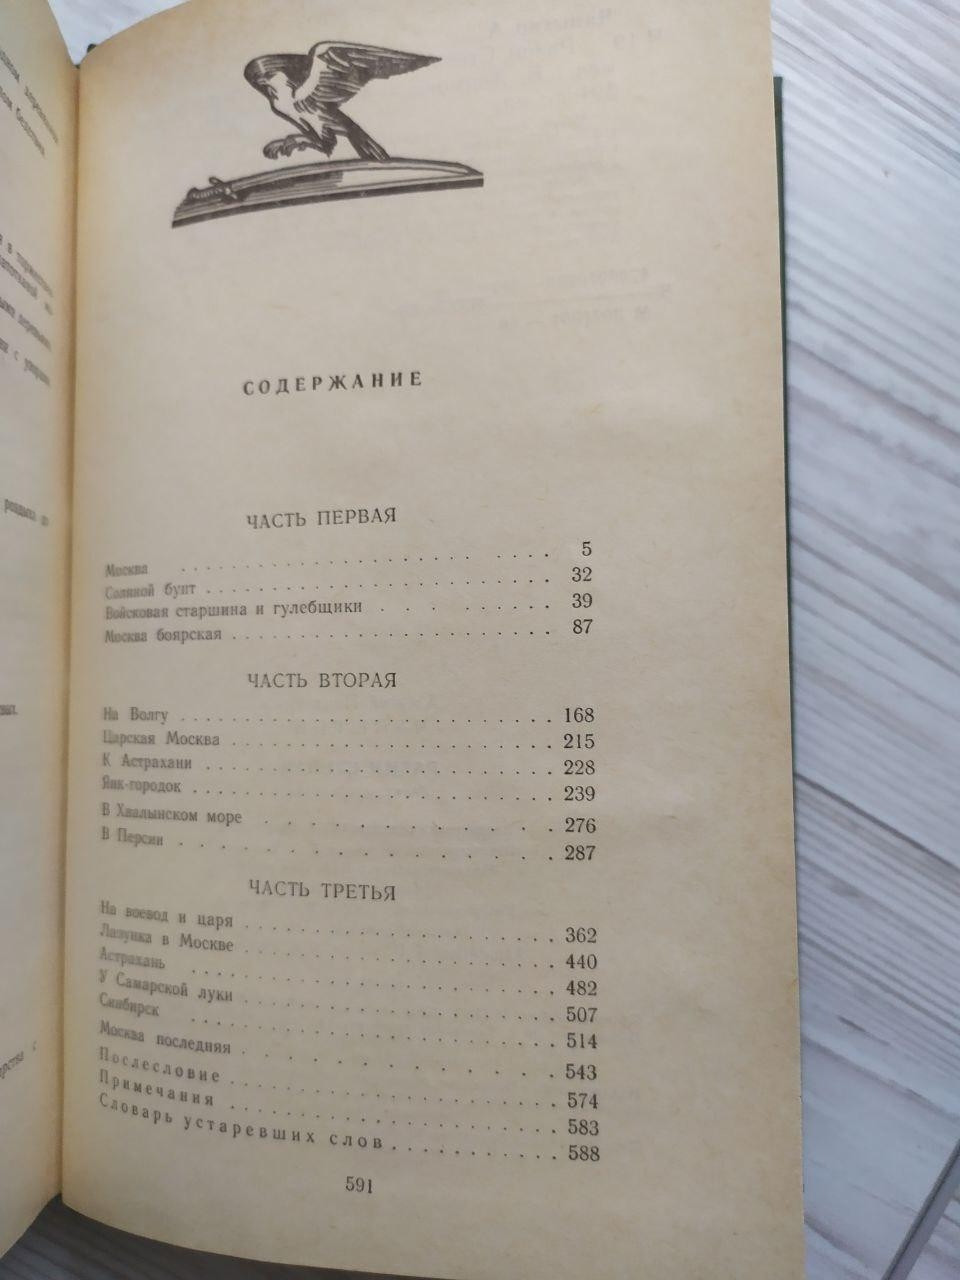 СОДЕРЖАНИЕ
ЧАСТЬ ПЕРВАЯ
Москва . . . . . . . . . . . . . . . . . . . 5
Соляной бунт . . . . . . . . . . . . . . . . . . . 32
Войсковая старшина и гулебщики . . . . . . . . 39
Москва боярская . . . . . . . . . . . . . . . . . . . 87
ЧАСТЬ ВТОРАЯ
На Волгу . . . . . . . . . . . . . . . . . . . 168
Царская Москва . . . . . . . . . . . . . . . . . . . 215
К Астрахани . . . . . . . . . . . . . . . . . . . 228
Яик-городок . . . . . . . . . . . . . . . . . . . 239
В Хвалынском море . . . . . . . . . . . . 276
В Персии . . . . . . . . . . . . . . . . 287
ЧАСТЬ ТРЕТЬЯ
На воевод и царя . . . . . . . . . . . . . . . . . . . 362
Лазунка в Москве . . . . . . . . . . . . . . . . . . . 440
Астрахань . . . . . . . . . . . . . . . . . . . 482
У Самарской луки . . . . . . . . . . . . . . . . . . . 507
Синбирск . . . . . . . . . . . . . . . . . . . 514
Москва последняя . . . . . . . . . . . . . . 543
Послесловие . . . . . . . . . . . . . . . . . . . 574
Примечания . . . . . . . . . . . . . . . . . . . 583
Словарь устаревших слов . . . . . . . . . . . 588
591